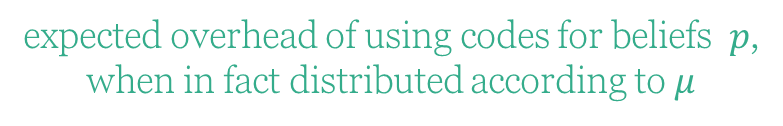 expected overhead of using codes for beliefs p,
when in fact distributed according to μ